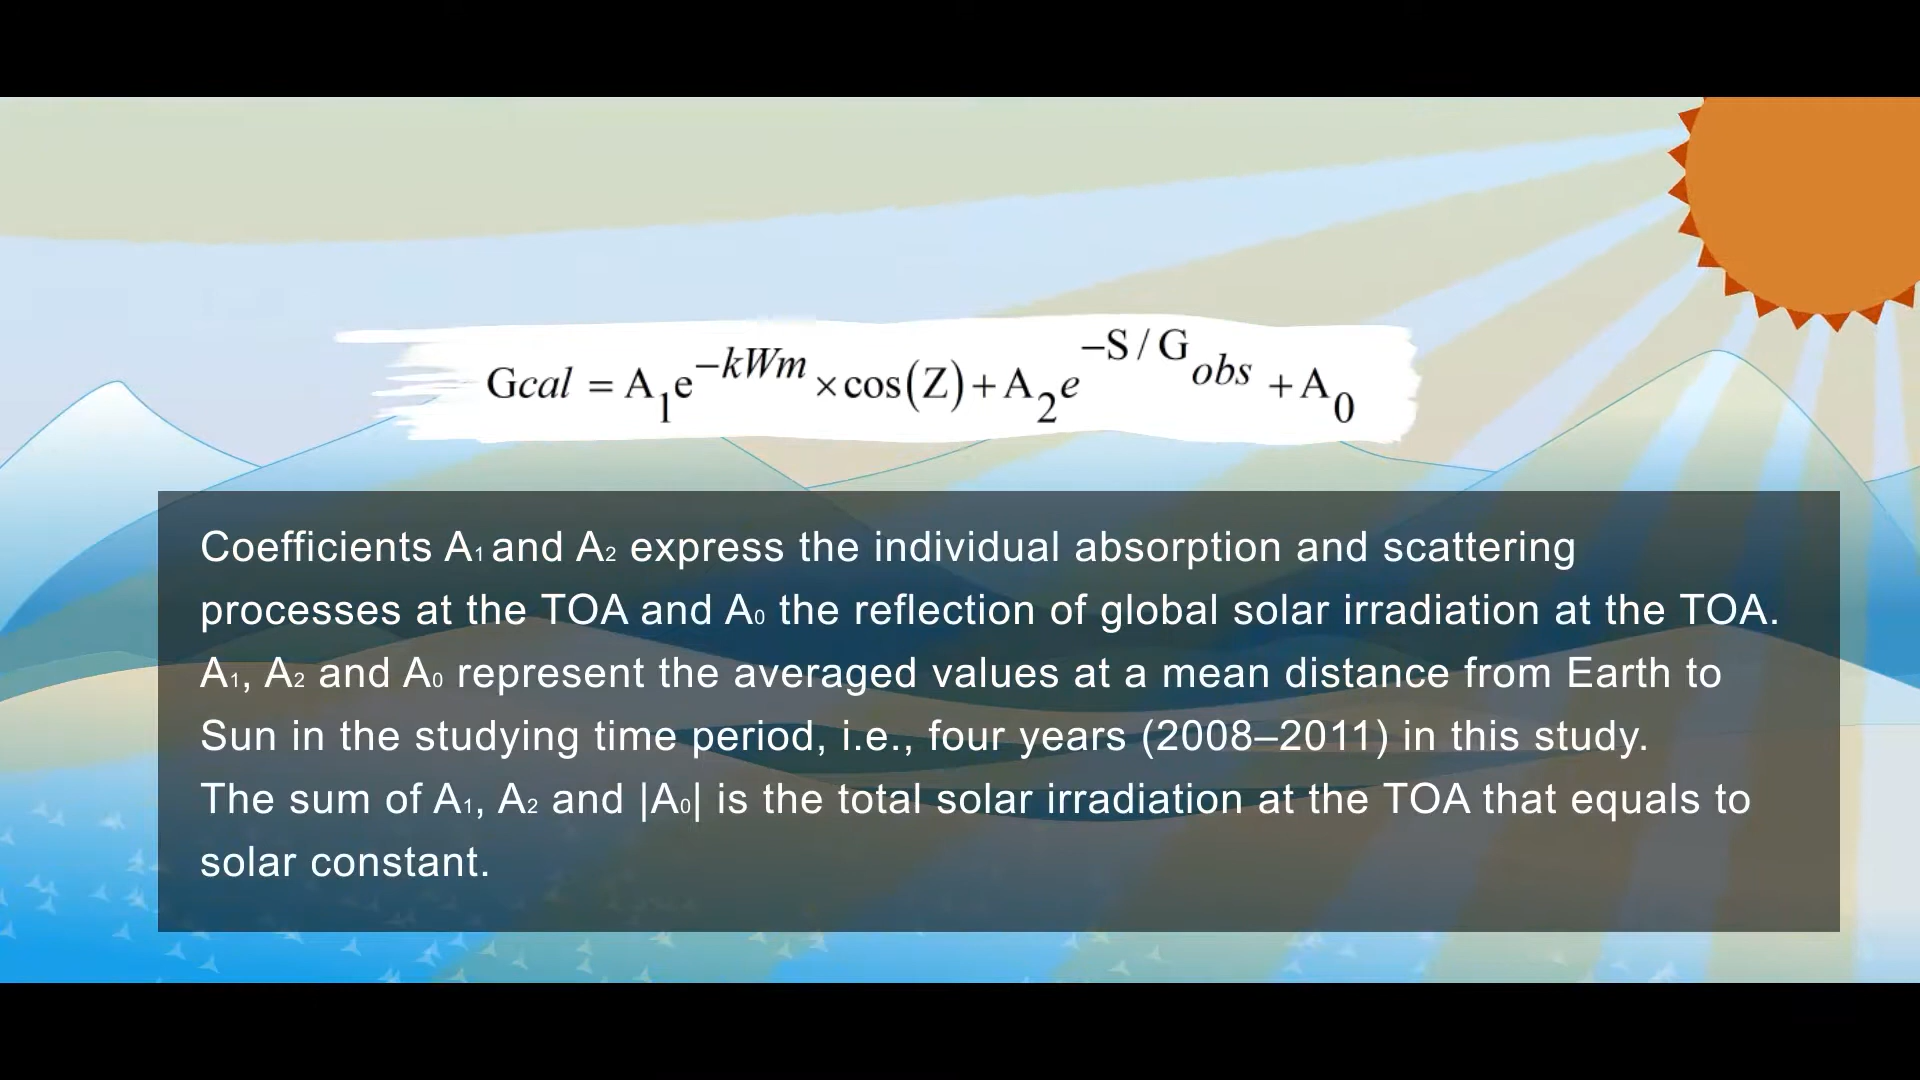 Gcal = A₁e^(−kWm) × cos(Z) + A₂e^(−S/G_obs) + A₀
Coefficients A₁ and A₂ express the individual absorption and scattering
processes at the TOA and A₀ the reflection of global solar irradiation at the TOA.
A₁, A₂ and A₀ represent the averaged values at a mean distance from Earth to
Sun in the studying time period, i.e., four years (2008–2011) in this study.
The sum of A₁, A₂ and |A₀| is the total solar irradiation at the TOA that equals to
solar constant.